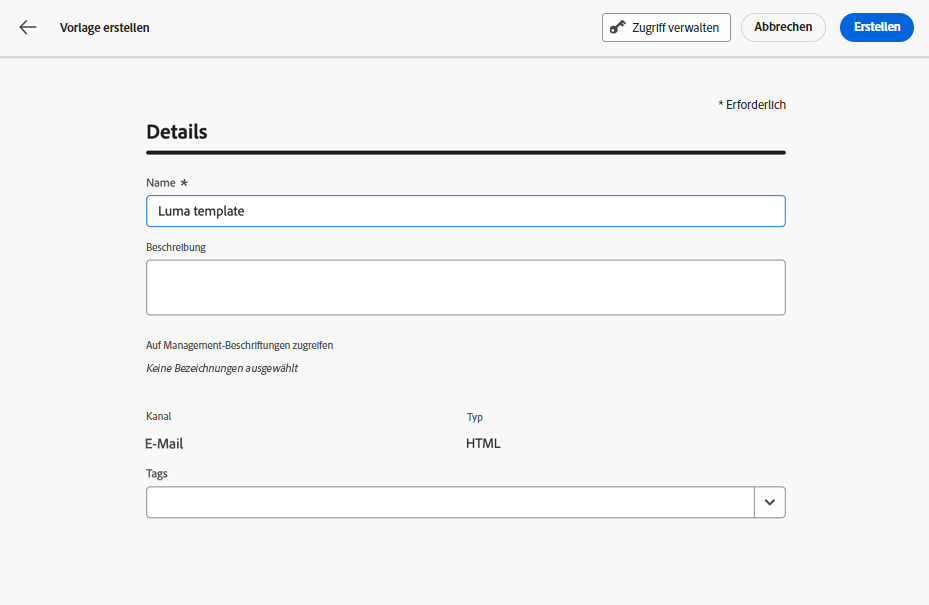 Vorlage erstellen
Zugriff verwalten
Abbrechen
Erstellen
* Erforderlich
Details
Name *
Luma template
Beschreibung
Auf Management-Beschriftungen zugreifen
Keine Bezeichnungen ausgewählt
Kanal
Typ
E-Mail
HTML
Tags